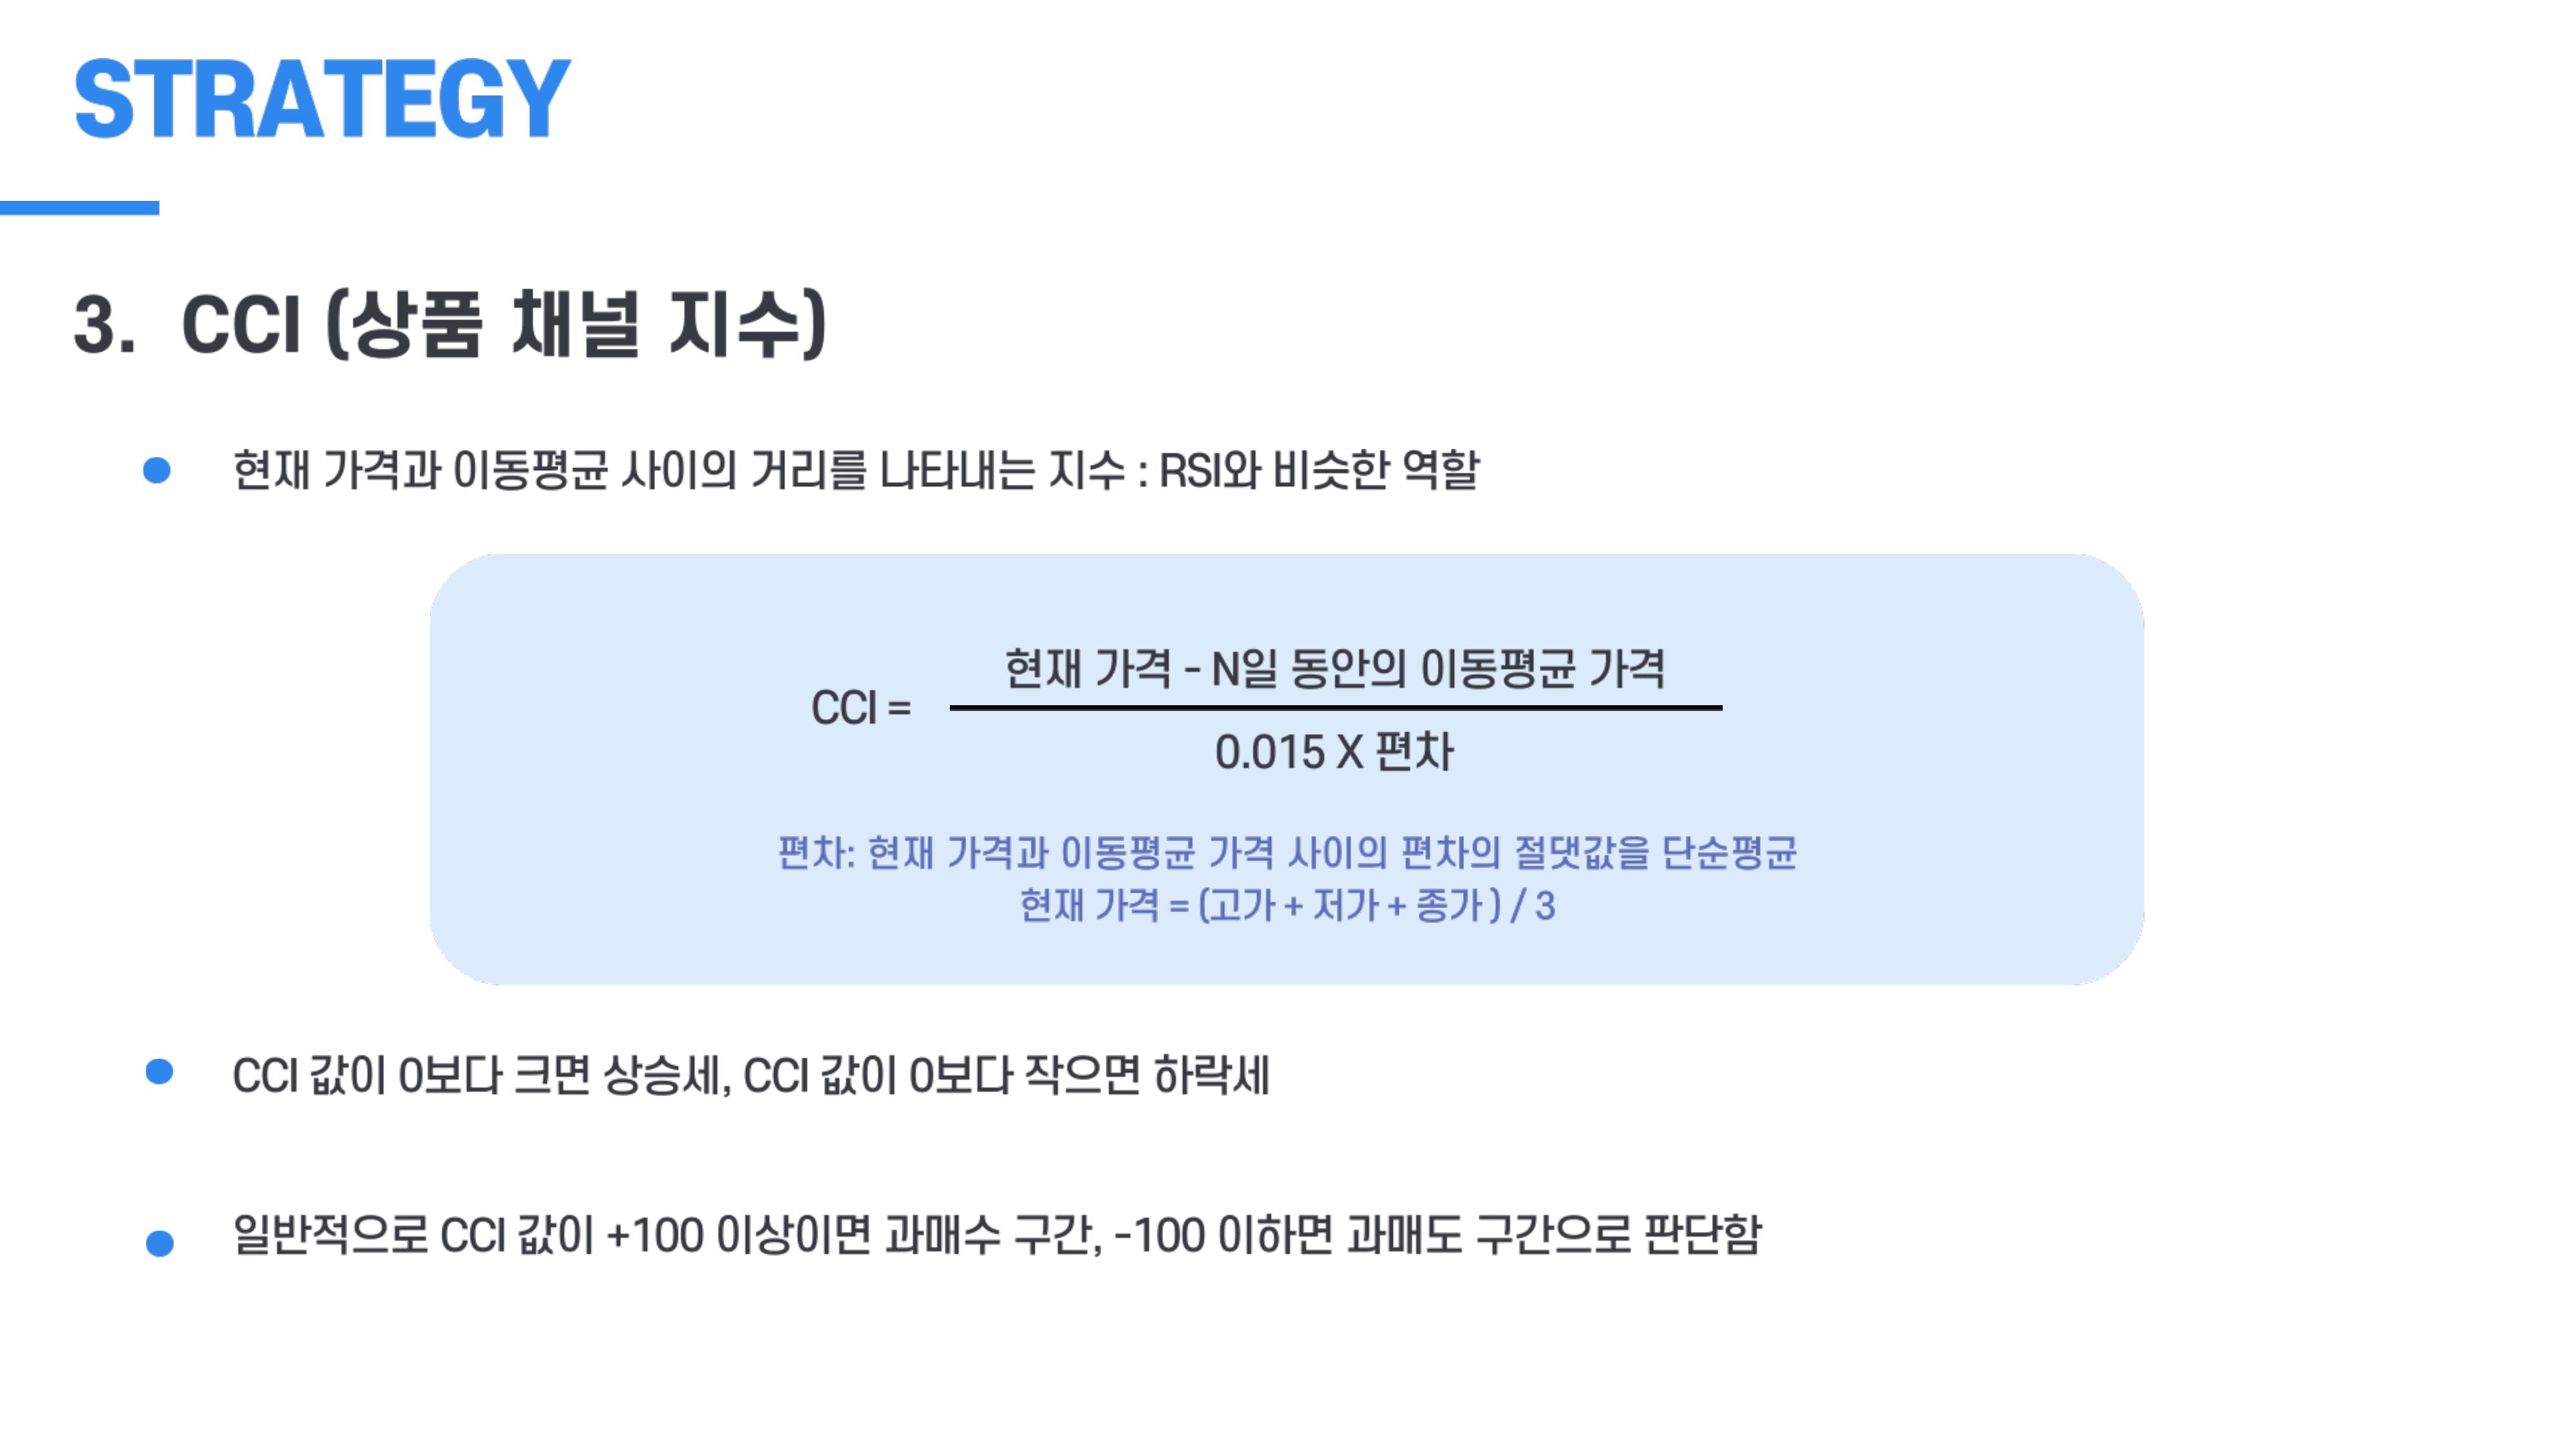 STRATEGY
3. CCI (상품 채널 지수)
현재 가격과 이동평균 사이의 거리를 나타내는 지수 : RSI와 비슷한 역할
현재 가격 - N일 동안의 이동평균 가격
CCI =
0.015 X 편차
편차: 현재 가격과 이동평균 가격 사이의 편차의 절댓값을 단순평균
현재 가격 = (고가 + 저가 + 종가 ) / 3
CCI 값이 0보다 크면 상승세, CCI 값이 0보다 작으면 하락세
일반적으로 CCI 값이 +100 이상이면 과매수 구간, -100 이하면 과매도 구간으로 판단함